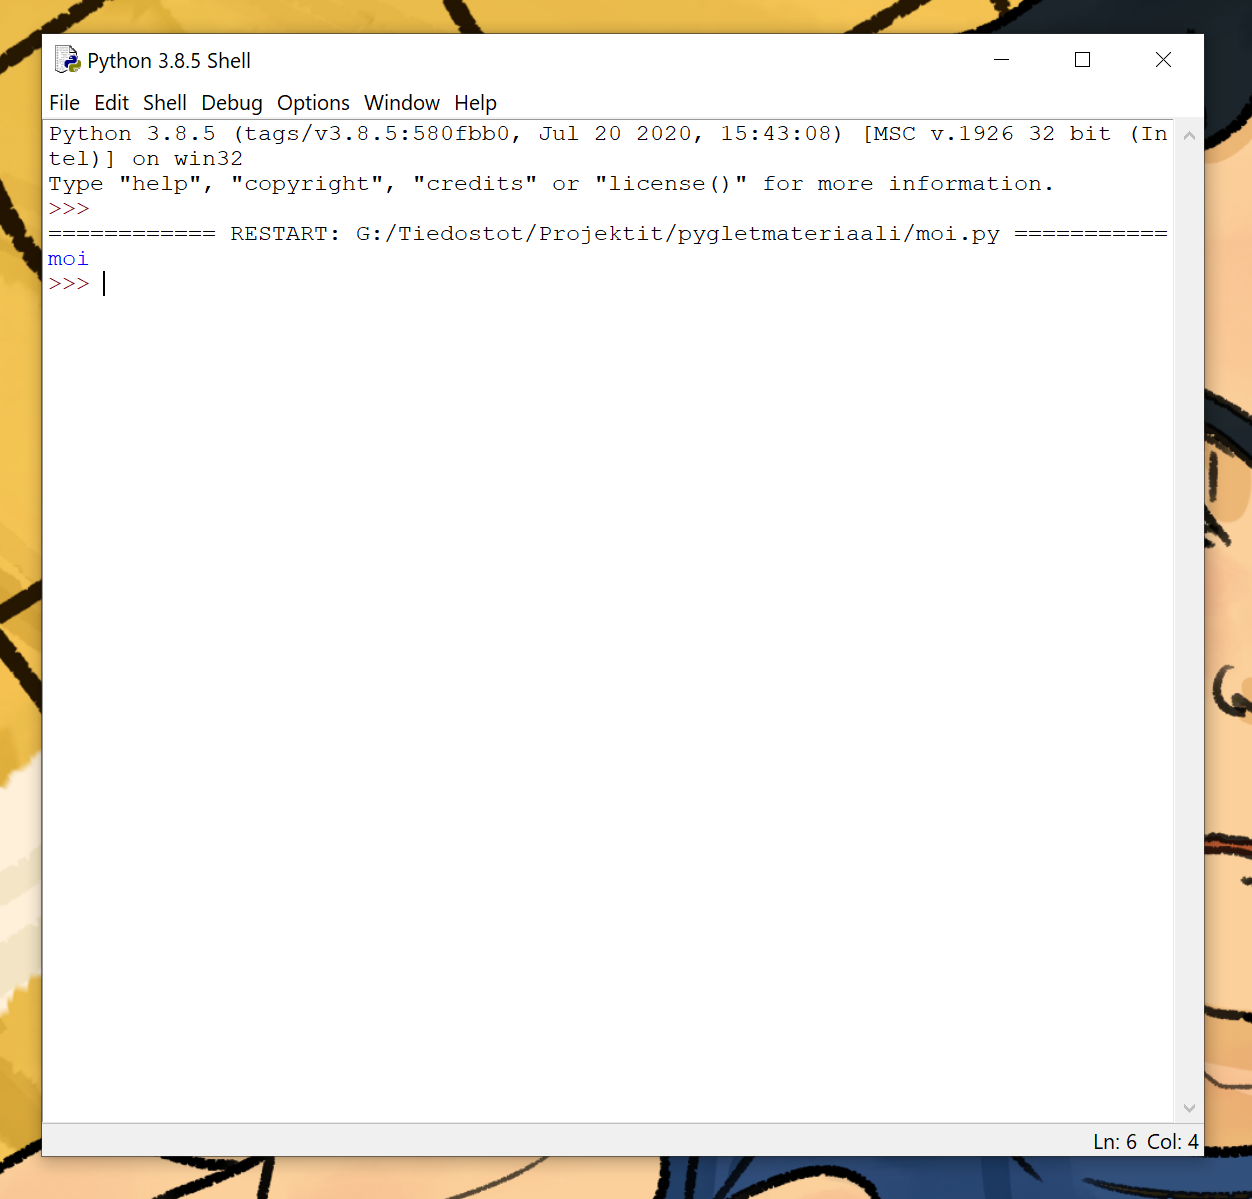 Python 3.8.5 Shell
File Edit Shell Debug Options Window Help
Python 3.8.5 (tags/v3.8.5:580fbb0, Jul 20 2020, 15:43:08) [MSC v.1926 32 bit (In
tel)] on win32
Type "help", "copyright", "credits" or "license()" for more information.
>>>
============ RESTART: G:/Tiedostot/Projektit/pygletmateriaali/moi.py ===========
moi
>>>
Ln: 6 Col: 4